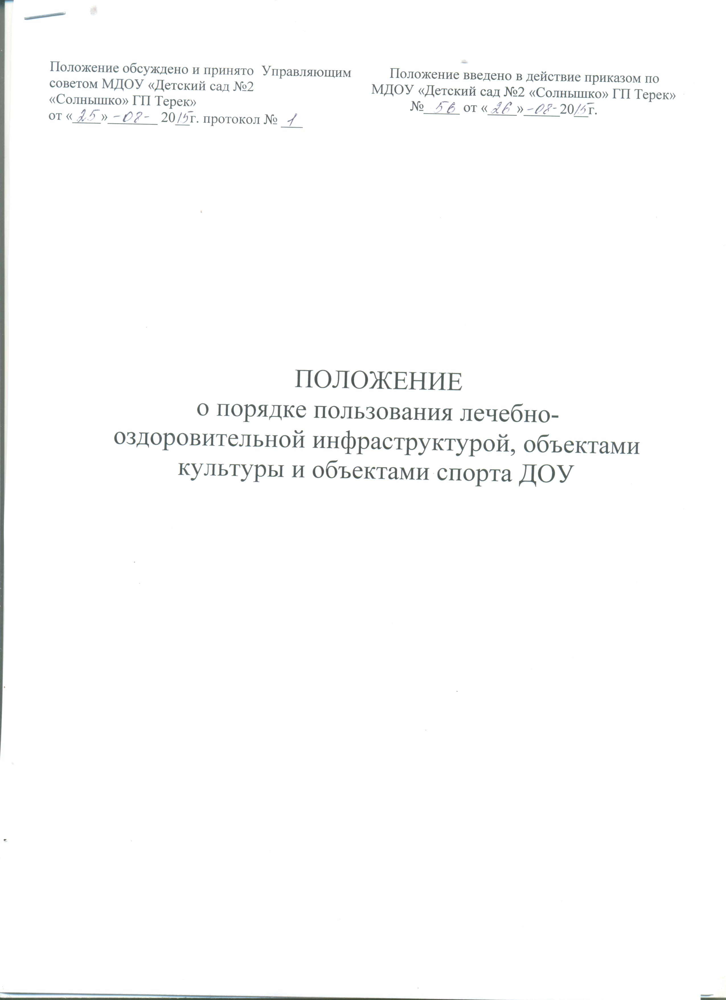 Положение обсуждено и принято Управляющим
советом МДОУ «Детский сад №2
«Солнышко» ГП Терек»
от «25» -08- 2015г. протокол № 1
Положение введено в действие приказом по
МДОУ «Детский сад №2 «Солнышко» ГП Терек»
№ 56 от «26» -08- 2015г.
ПОЛОЖЕНИЕ
о порядке пользования лечебно-
оздоровительной инфраструктурой, объектами
культуры и объектами спорта ДОУ